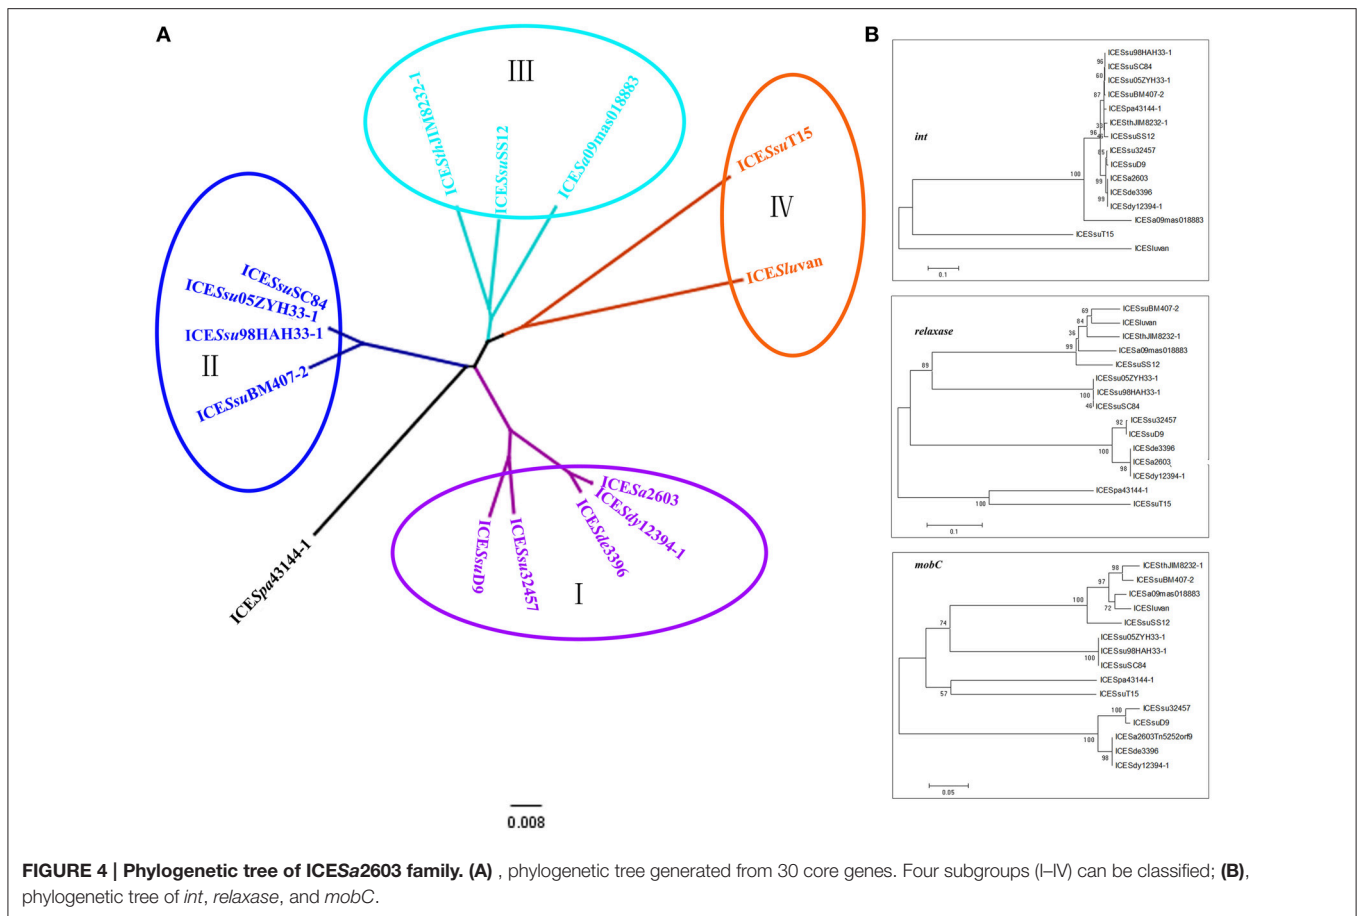 A
III
ICESthJIM8232-1
ICESsuSS12
ICESa09mas018883
ICESsuT15
IV
ICESluvan
ICESsuSC84
ICESsu05ZYH33-1
ICESsu98HAH33-1
II
ICESsuBM407-2
ICESpa43144-1
ICESa2603
ICESdy12394-1
ICESde3396
ICESsu32457
ICESsuD9
I
0.008
B
int
ICESsu98HAH33-1
96
ICESsuSC84
60
ICESsu05ZYH33-1
87
ICESsuBM407-2
ICESpa43144-1
ICESthJIM8232-1
96
ICESsuSS12
ICESsu32457
ICESsuD9
100
ICESa2603
99
ICESde3396
99
ICESdy12394-1
ICESa09mas018883
ICESsuT15
ICESluvan
0.1
relaxase
ICESsuBM407-2
69
ICESluvan
84
ICESthJIM8232-1
36
ICESa09mas018883
99
ICESsuSS12
89
ICESsu05ZYH33-1
ICESsu98HAH33-1
100
ICESsuSC84
46
ICESsu32457
92
ICESsuD9
100
ICESde3396
ICESa2603
98
ICESdy12394-1
ICESpa43144-1
100
ICESsuT15
0.1
mobC
ICESthJIM8232-1
98
ICESsuBM407-2
97
ICESa09mas018883
100
ICESluvan
72
ICESsuSS12
74
ICESsu05ZYH33-1
ICESsu98HAH33-1
100
ICESsuSC84
ICESpa43144-1
57
ICESsuT15
ICESsu32457
100
ICESsuD9
100
ICESa2603Tn5252orf9
ICESde3396
98
ICESdy12394-1
0.05
FIGURE 4 | Phylogenetic tree of ICESa2603 family. (A) , phylogenetic tree generated from 30 core genes. Four subgroups (I–IV) can be classified; (B),
phylogenetic tree of int, relaxase, and mobC.